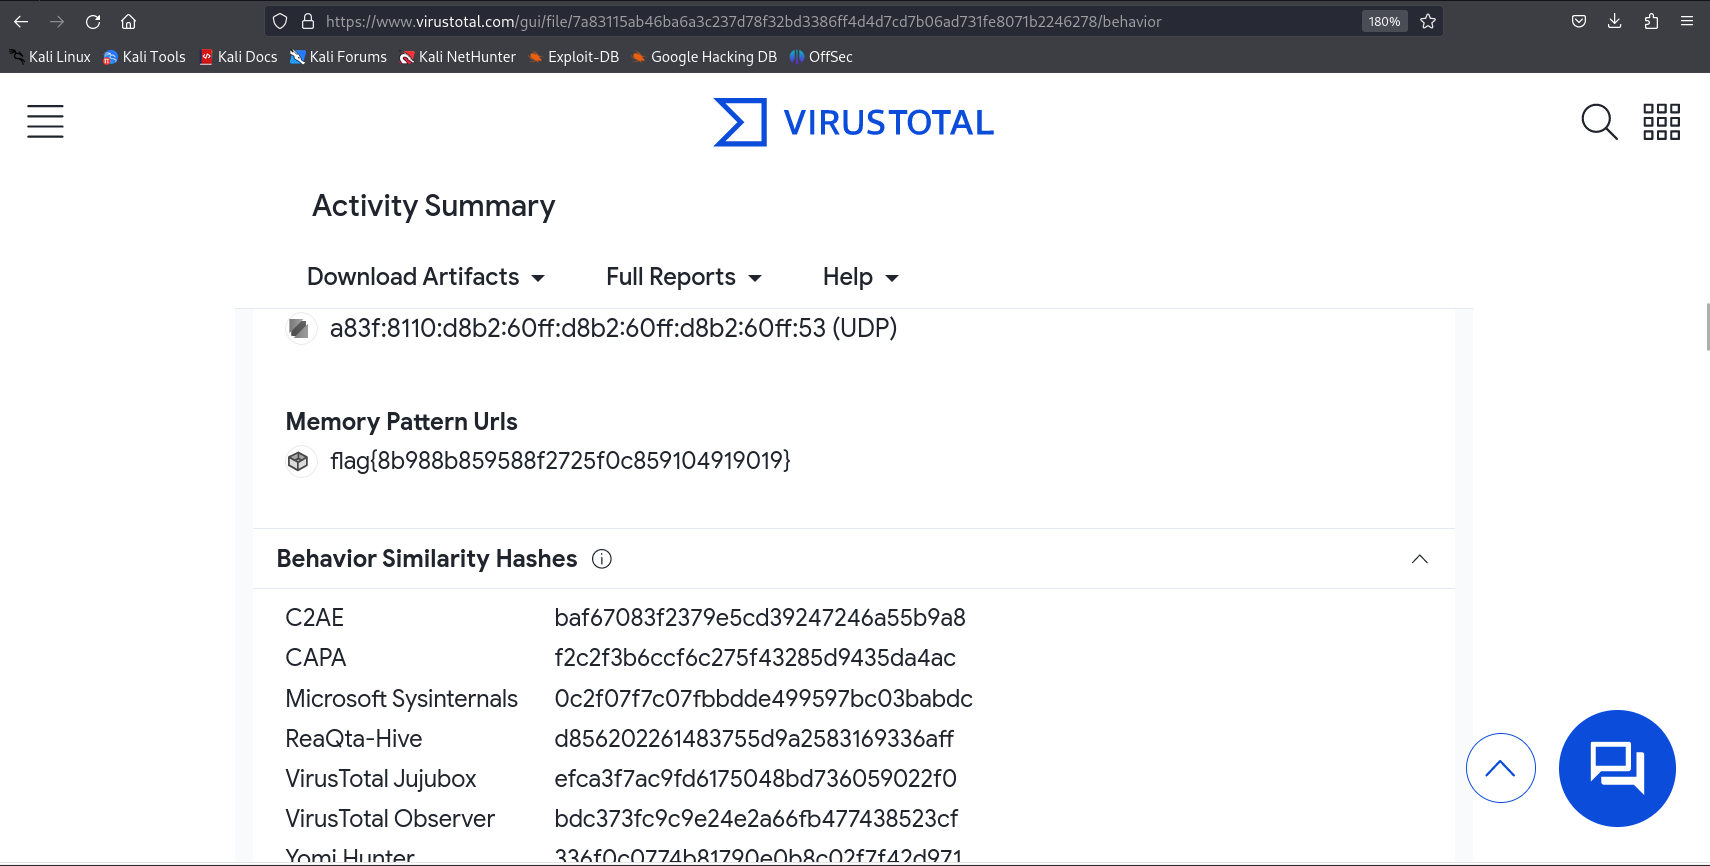 https://www.virustotal.com/gui/file/7a83115ab46ba6a3c237d78f32bd3386ff4d4d7cd7b06ad731fe8071b2246278/behavior 180%
Kali Linux Kali Tools Kali Docs Kali Forums Kali NetHunter Exploit-DB Google Hacking DB OffSec
VIRUSTOTAL
Activity Summary
Download Artifacts Full Reports Help
a83f:8110:d8b2:60ff:d8b2:60ff:d8b2:60ff:53 (UDP)
Memory Pattern Urls
flag{8b988b859588f2725f0c859104919019}
Behavior Similarity Hashes
C2AE baf67083f2379e5cd39247246a55b9a8
CAPA f2c2f3b6ccf6c275f43285d9435da4ac
Microsoft Sysinternals 0c2f07f7c07fbbdde499597bc03babdc
ReaQta-Hive d856202261483755d9a2583169336aff
VirusTotal Jujubox efca3f7ac9fd6175048bd736059022f0
VirusTotal Observer bdc373fc9c9e24e2a66fb477438523cf
Yomi Hunter 336f0c0774b81790e0b8c02f7f42d971